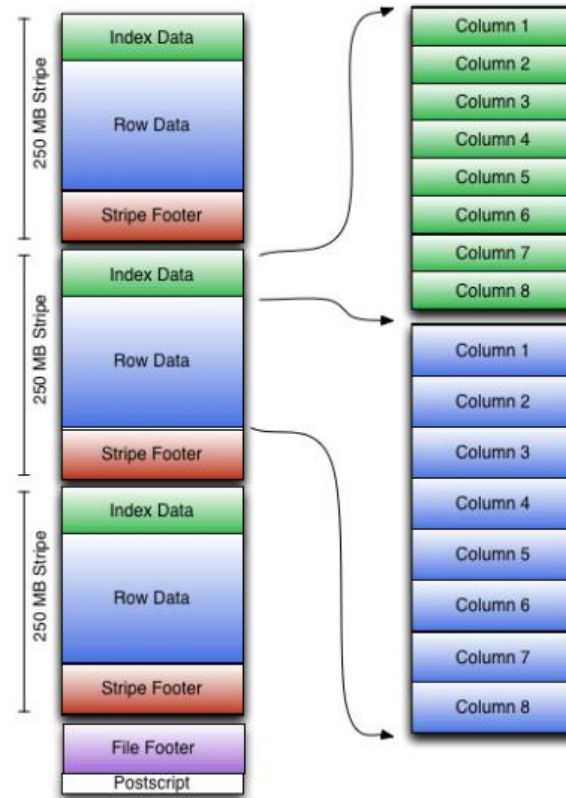 250 MB Stripe
Index Data
Row Data
Stripe Footer
250 MB Stripe
Index Data
Row Data
Stripe Footer
250 MB Stripe
Index Data
Row Data
Stripe Footer
File Footer
Postscript
Column 1
Column 2
Column 3
Column 4
Column 5
Column 6
Column 7
Column 8
Column 1
Column 2
Column 3
Column 4
Column 5
Column 6
Column 7
Column 8